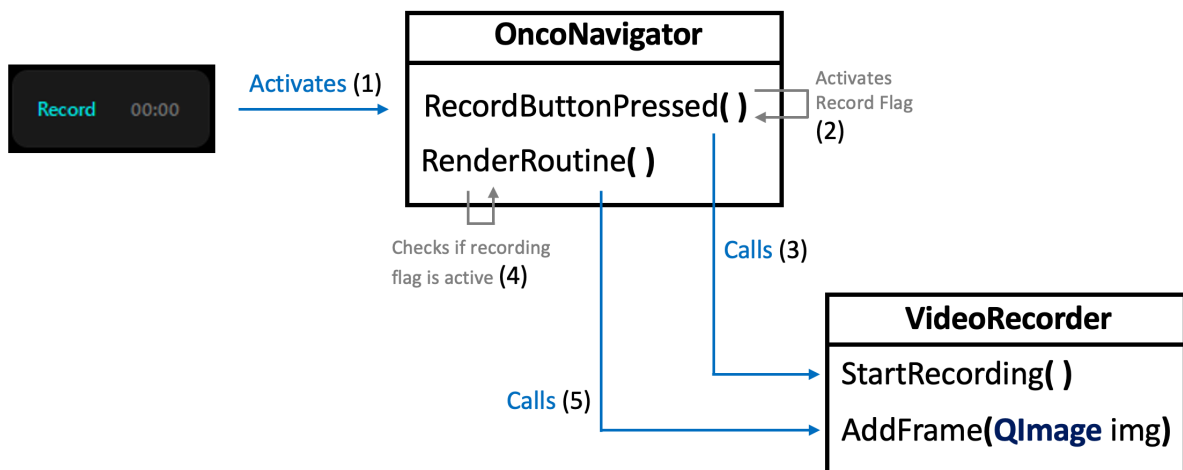 OncoNavigator
Record 00:00
Activates (1)
RecordButtonPressed( )
Activates
Record Flag
(2)
RenderRoutine( )
Checks if recording
flag is active (4)
Calls (3)
VideoRecorder
StartRecording( )
Calls (5)
AddFrame(QImage img)